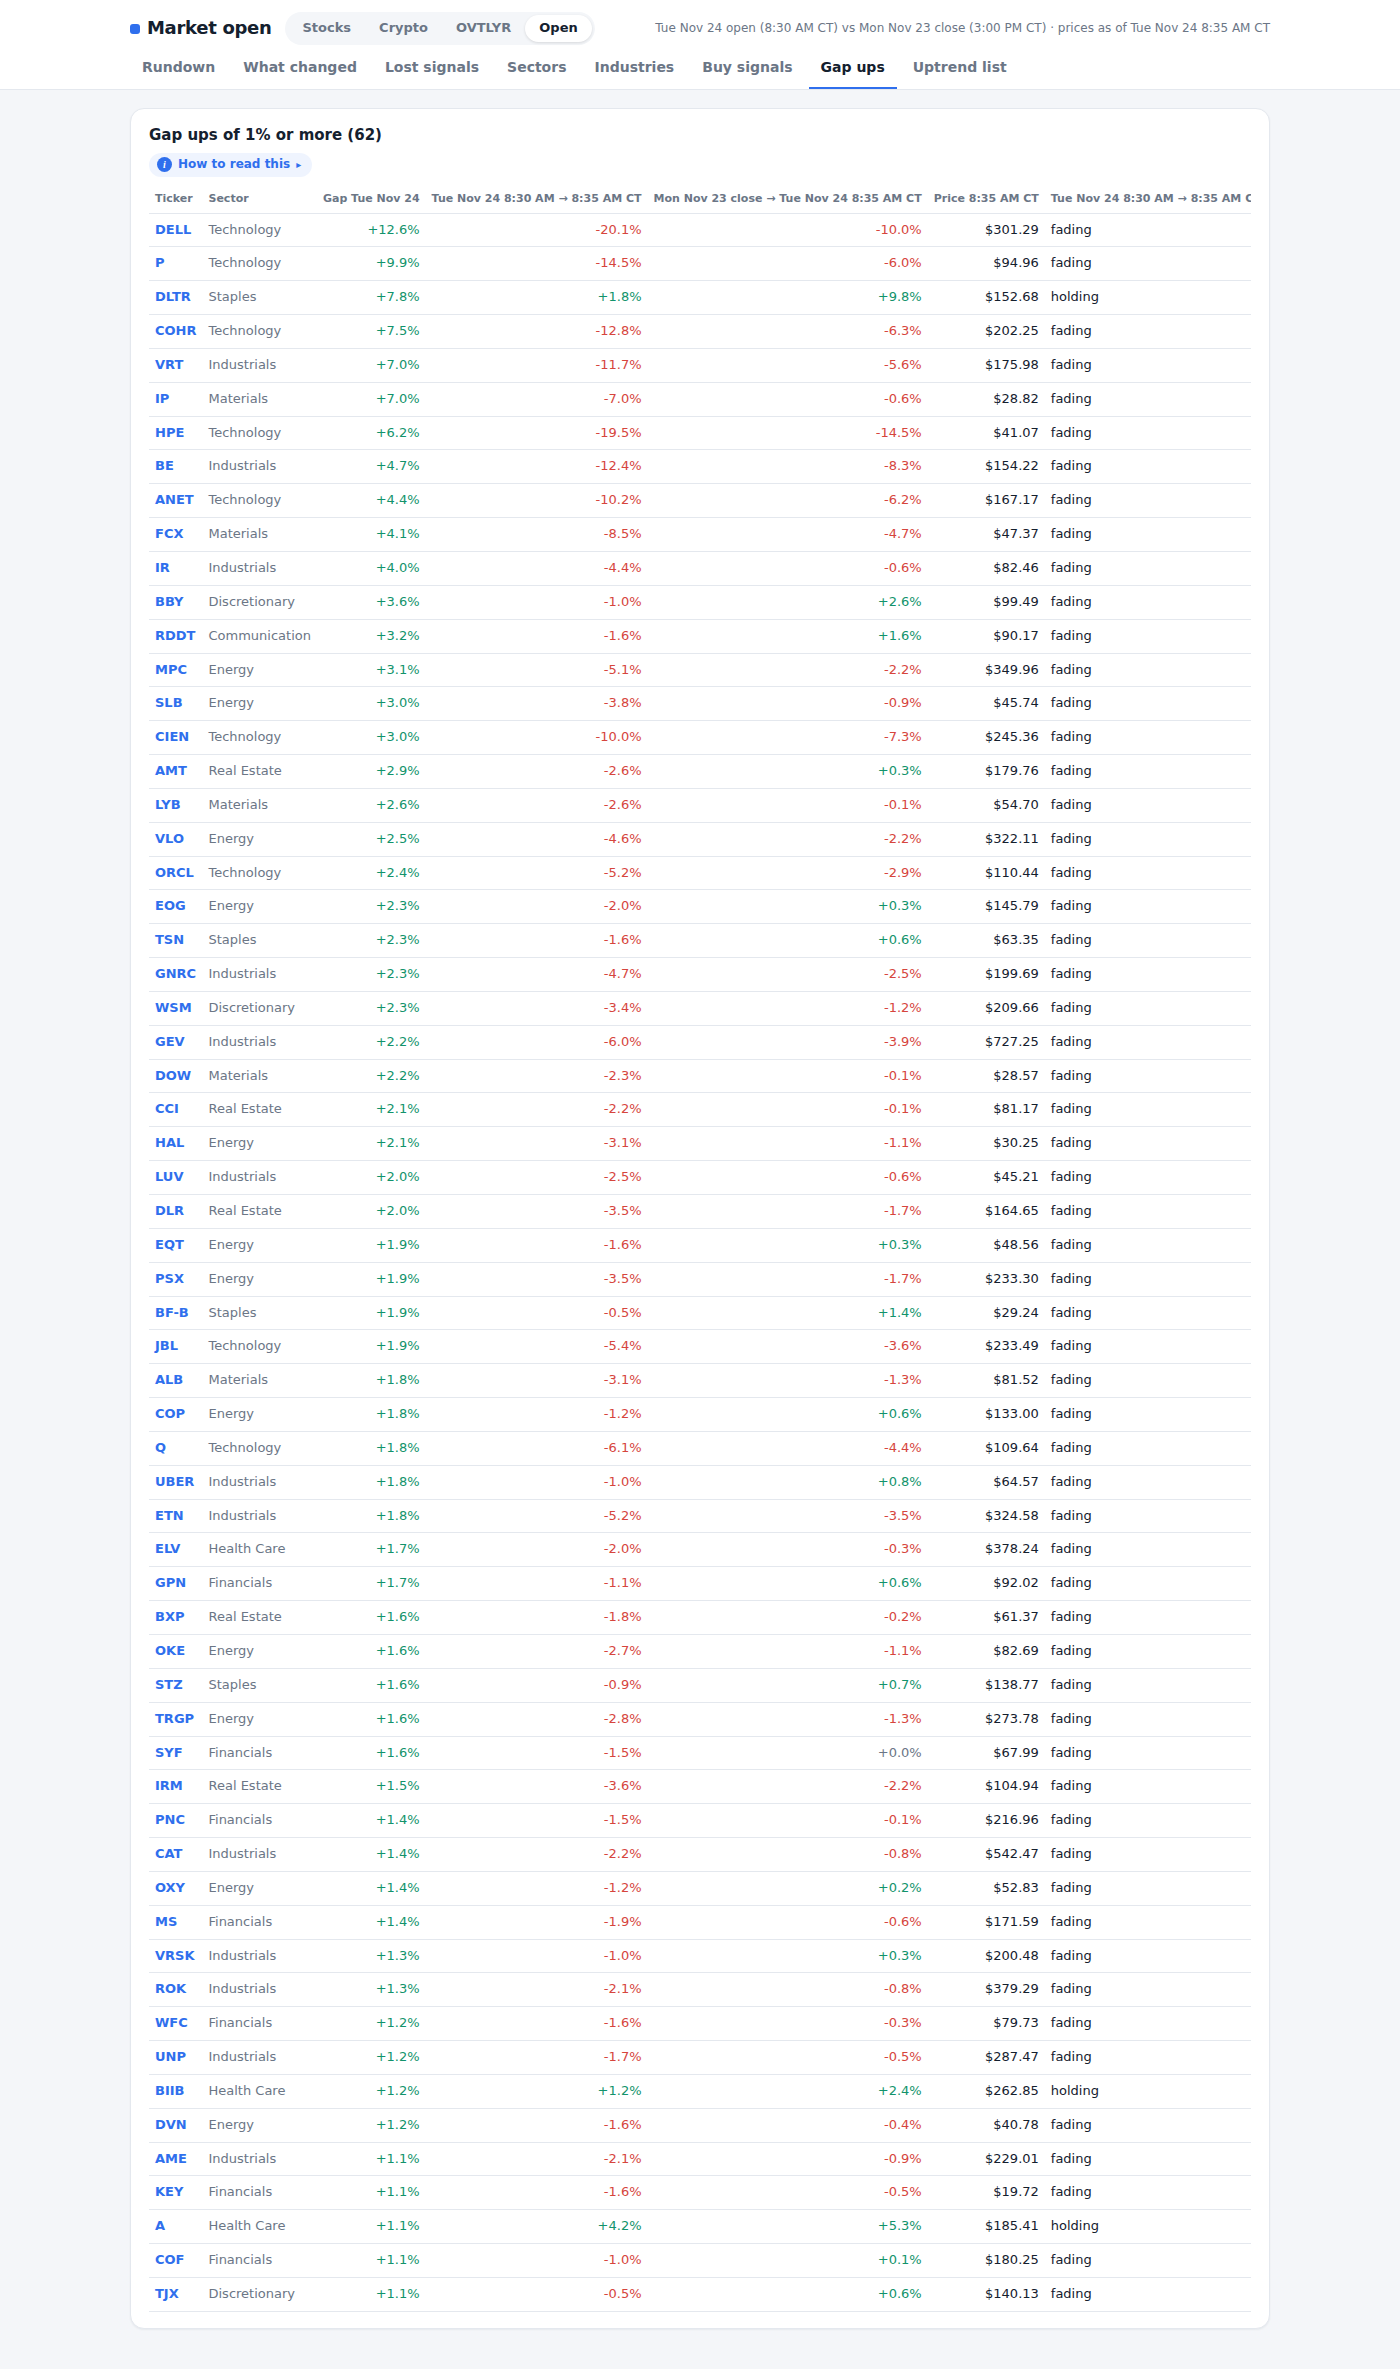 Market open Stocks Crypto OVTLYR Open Tue Nov 24 open (8:30 AM CT) vs Mon Nov 23 close (3:00 PM CT) · prices as of Tue Nov 24 8:35 AM CT
Rundown What changed Lost signals Sectors Industries Buy signals Gap ups Uptrend list
Gap ups of 1% or more (62)
i How to read this ▸
Ticker Sector Gap Tue Nov 24 Tue Nov 24 8:30 AM → 8:35 AM CT Mon Nov 23 close → Tue Nov 24 8:35 AM CT Price 8:35 AM CT Tue Nov 24 8:30 AM → 8:35 AM C
DELL Technology +12.6% -20.1% -10.0% $301.29 fading
P Technology +9.9% -14.5% -6.0% $94.96 fading
DLTR Staples +7.8% +1.8% +9.8% $152.68 holding
COHR Technology +7.5% -12.8% -6.3% $202.25 fading
VRT Industrials +7.0% -11.7% -5.6% $175.98 fading
IP Materials +7.0% -7.0% -0.6% $28.82 fading
HPE Technology +6.2% -19.5% -14.5% $41.07 fading
BE Industrials +4.7% -12.4% -8.3% $154.22 fading
ANET Technology +4.4% -10.2% -6.2% $167.17 fading
FCX Materials +4.1% -8.5% -4.7% $47.37 fading
IR Industrials +4.0% -4.4% -0.6% $82.46 fading
BBY Discretionary +3.6% -1.0% +2.6% $99.49 fading
RDDT Communication +3.2% -1.6% +1.6% $90.17 fading
MPC Energy +3.1% -5.1% -2.2% $349.96 fading
SLB Energy +3.0% -3.8% -0.9% $45.74 fading
CIEN Technology +3.0% -10.0% -7.3% $245.36 fading
AMT Real Estate +2.9% -2.6% +0.3% $179.76 fading
LYB Materials +2.6% -2.6% -0.1% $54.70 fading
VLO Energy +2.5% -4.6% -2.2% $322.11 fading
ORCL Technology +2.4% -5.2% -2.9% $110.44 fading
EOG Energy +2.3% -2.0% +0.3% $145.79 fading
TSN Staples +2.3% -1.6% +0.6% $63.35 fading
GNRC Industrials +2.3% -4.7% -2.5% $199.69 fading
WSM Discretionary +2.3% -3.4% -1.2% $209.66 fading
GEV Industrials +2.2% -6.0% -3.9% $727.25 fading
DOW Materials +2.2% -2.3% -0.1% $28.57 fading
CCI Real Estate +2.1% -2.2% -0.1% $81.17 fading
HAL Energy +2.1% -3.1% -1.1% $30.25 fading
LUV Industrials +2.0% -2.5% -0.6% $45.21 fading
DLR Real Estate +2.0% -3.5% -1.7% $164.65 fading
EQT Energy +1.9% -1.6% +0.3% $48.56 fading
PSX Energy +1.9% -3.5% -1.7% $233.30 fading
BF-B Staples +1.9% -0.5% +1.4% $29.24 fading
JBL Technology +1.9% -5.4% -3.6% $233.49 fading
ALB Materials +1.8% -3.1% -1.3% $81.52 fading
COP Energy +1.8% -1.2% +0.6% $133.00 fading
Q Technology +1.8% -6.1% -4.4% $109.64 fading
UBER Industrials +1.8% -1.0% +0.8% $64.57 fading
ETN Industrials +1.8% -5.2% -3.5% $324.58 fading
ELV Health Care +1.7% -2.0% -0.3% $378.24 fading
GPN Financials +1.7% -1.1% +0.6% $92.02 fading
BXP Real Estate +1.6% -1.8% -0.2% $61.37 fading
OKE Energy +1.6% -2.7% -1.1% $82.69 fading
STZ Staples +1.6% -0.9% +0.7% $138.77 fading
TRGP Energy +1.6% -2.8% -1.3% $273.78 fading
SYF Financials +1.6% -1.5% +0.0% $67.99 fading
IRM Real Estate +1.5% -3.6% -2.2% $104.94 fading
PNC Financials +1.4% -1.5% -0.1% $216.96 fading
CAT Industrials +1.4% -2.2% -0.8% $542.47 fading
OXY Energy +1.4% -1.2% +0.2% $52.83 fading
MS Financials +1.4% -1.9% -0.6% $171.59 fading
VRSK Industrials +1.3% -1.0% +0.3% $200.48 fading
ROK Industrials +1.3% -2.1% -0.8% $379.29 fading
WFC Financials +1.2% -1.6% -0.3% $79.73 fading
UNP Industrials +1.2% -1.7% -0.5% $287.47 fading
BIIB Health Care +1.2% +1.2% +2.4% $262.85 holding
DVN Energy +1.2% -1.6% -0.4% $40.78 fading
AME Industrials +1.1% -2.1% -0.9% $229.01 fading
KEY Financials +1.1% -1.6% -0.5% $19.72 fading
A Health Care +1.1% +4.2% +5.3% $185.41 holding
COF Financials +1.1% -1.0% +0.1% $180.25 fading
TJX Discretionary +1.1% -0.5% +0.6% $140.13 fading